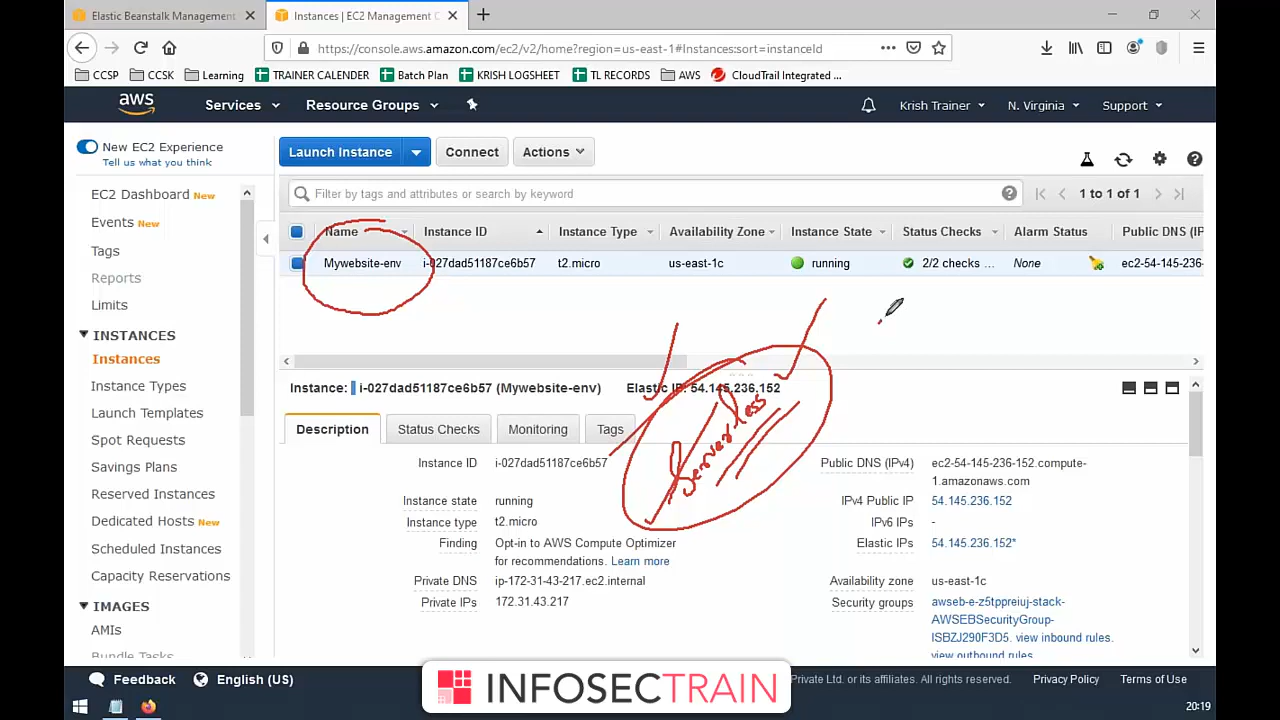 Elastic Beanstalk Management
Instances | EC2 Management C
https://console.aws.amazon.com/ec2/v2/home?region=us-east-1#Instances:sort=instanceId
CCSP CCSK Learning TRAINER CALENDER Batch Plan KRISH LOGSHEET TL RECORDS AWS CloudTrail Integrated ...
aws Services Resource Groups Krish Trainer N. Virginia Support
New EC2 Experience
Tell us what you think
EC2 Dashboard New
Events New
Tags
Reports
Limits
INSTANCES
Instances
Instance Types
Launch Templates
Spot Requests
Savings Plans
Reserved Instances
Dedicated Hosts New
Scheduled Instances
Capacity Reservations
IMAGES
AMIs
Bundle Tasks
Launch Instance Connect Actions
Filter by tags and attributes or search by keyword 1 to 1 of 1
Name Instance ID Instance Type Availability Zone Instance State Status Checks Alarm Status Public DNS (IP
Mywebsite-env i-027dad51187ce6b57 t2.micro us-east-1c running 2/2 checks ... None ec2-54-145-236-
Instance: i-027dad51187ce6b57 (Mywebsite-env) Elastic IP: 54.145.236.152
Serverless
Description Status Checks Monitoring Tags
Instance ID i-027dad51187ce6b57
Instance state running
Instance type t2.micro
Finding Opt-in to AWS Compute Optimizer
for recommendations. Learn more
Private DNS ip-172-31-43-217.ec2.internal
Private IPs 172.31.43.217
Public DNS (IPv4) ec2-54-145-236-152.compute-
1.amazonaws.com
IPv4 Public IP 54.145.236.152
IPv6 IPs -
Elastic IPs 54.145.236.152*
Availability zone us-east-1c
Security groups awseb-e-z5tppreiuj-stack-
AWSEBSecurityGroup-
ISBZJ290F3D5. view inbound rules.
view outbound rules
Feedback English (US) Private Ltd. or its affiliates. All rights reserved. Privacy Policy Terms of Use
INFOSECTRAIN
20:19